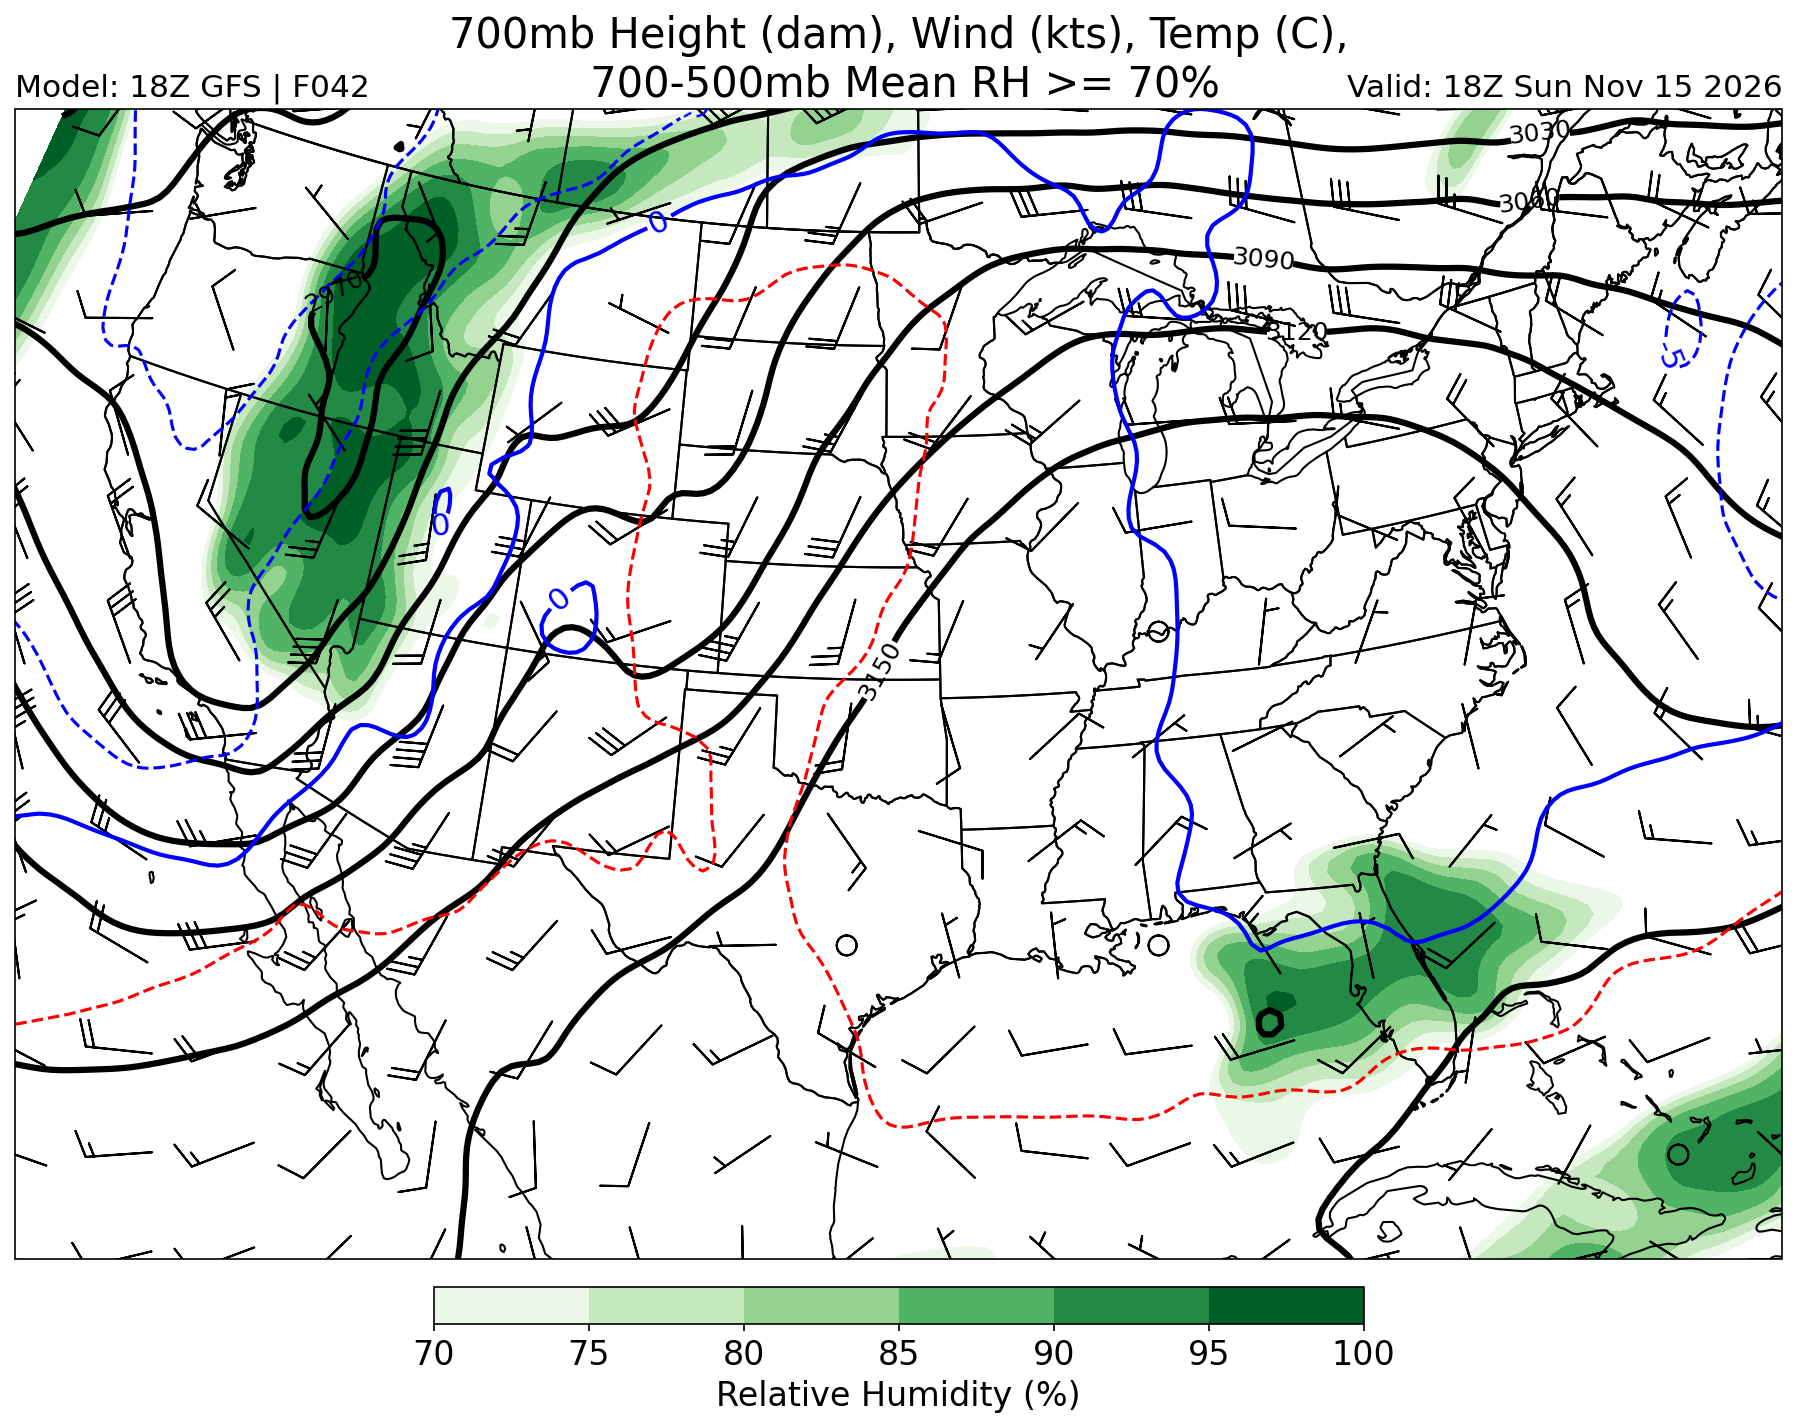 700mb Height (dam), Wind (kts), Temp (C),
700-500mb Mean RH >= 70%
Model: 18Z GFS | F042
Valid: 18Z Sun Nov 15 2026
3030
3060
0
3090
2970
3120
5
0
0
3150
70 75 80 85 90 95 100
Relative Humidity (%)